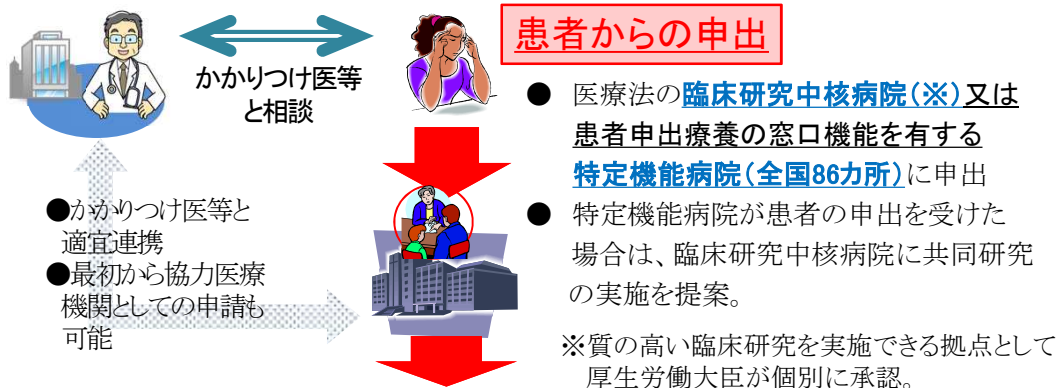 かかりつけ医等
と相談
患者からの申出
● 医療法の臨床研究中核病院(※)又は
患者申出療養の窓口機能を有する
特定機能病院(全国86カ所)に申出
● 特定機能病院が患者の申出を受けた
場合は、臨床研究中核病院に共同研究
の実施を提案。
※質の高い臨床研究を実施できる拠点として
厚生労働大臣が個別に承認。
●かかりつけ医等と
適宜連携
●最初から協力医療
機関としての申請も
可能